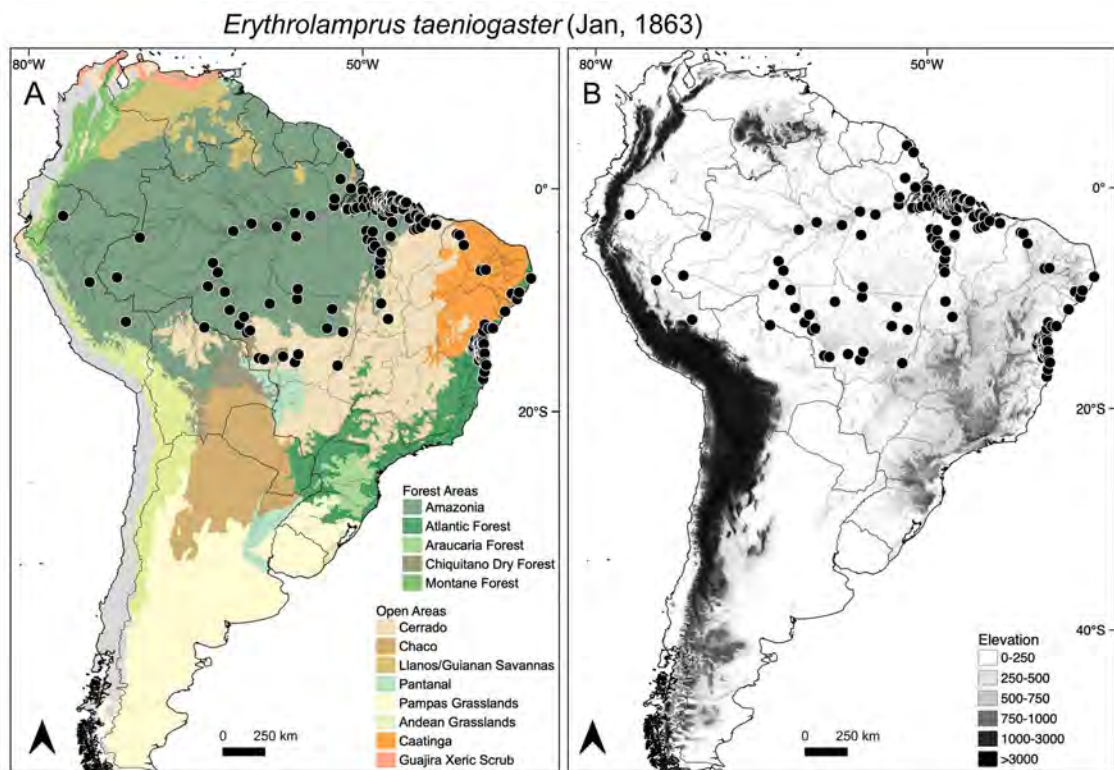 Erythrolamprus taeniogaster (Jan, 1863)
80°W
50°W
80°W
50°W
A
B
0°
0°
20°S
20°S
40°S
Forest Areas
Amazonia
Atlantic Forest
Araucaria Forest
Chiquitano Dry Forest
Montane Forest
Open Areas
Cerrado
Chaco
Llanos/Guianan Savannas
Pantanal
Pampas Grasslands
Andean Grasslands
Caatinga
Guajira Xeric Scrub
0 250 km
Elevation
0-250
250-500
500-750
750-1000
1000-3000
>3000
0 250 km